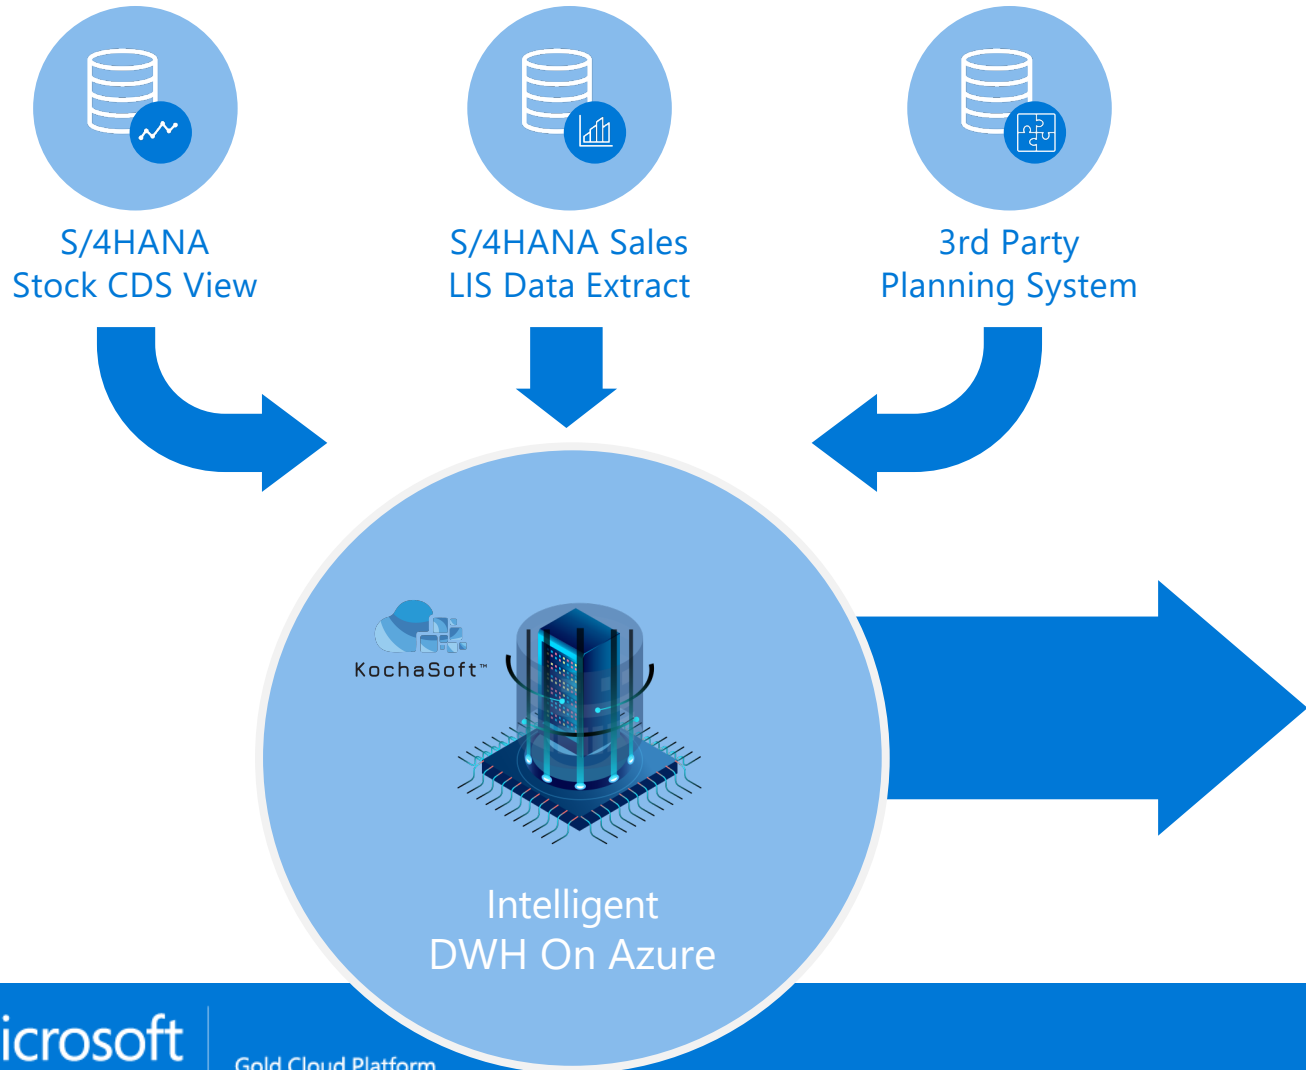 S/4HANA
Stock CDS View
S/4HANA Sales
LIS Data Extract
3rd Party
Planning System
KochaSoft™
Intelligent
DWH On Azure
icrosoft
Gold Cloud Platform